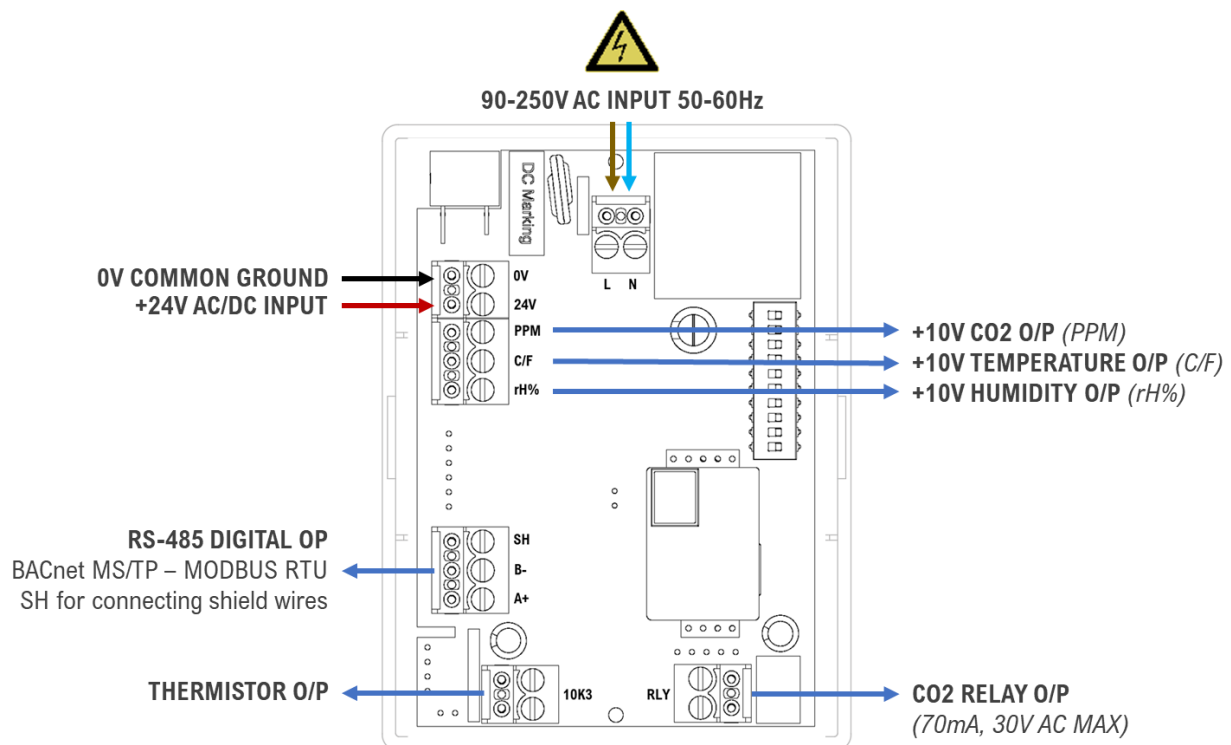 90-250V AC INPUT 50-60Hz
DC Marking
L N
0V COMMON GROUND
+24V AC/DC INPUT
0V
24V
PPM
C/F
rH%
+10V CO2 O/P (PPM)
+10V TEMPERATURE O/P (C/F)
+10V HUMIDITY O/P (rH%)
RS-485 DIGITAL OP
BACnet MS/TP – MODBUS RTU
SH for connecting shield wires
SH
B-
A+
THERMISTOR O/P
10K3
RLY
CO2 RELAY O/P
(70mA, 30V AC MAX)